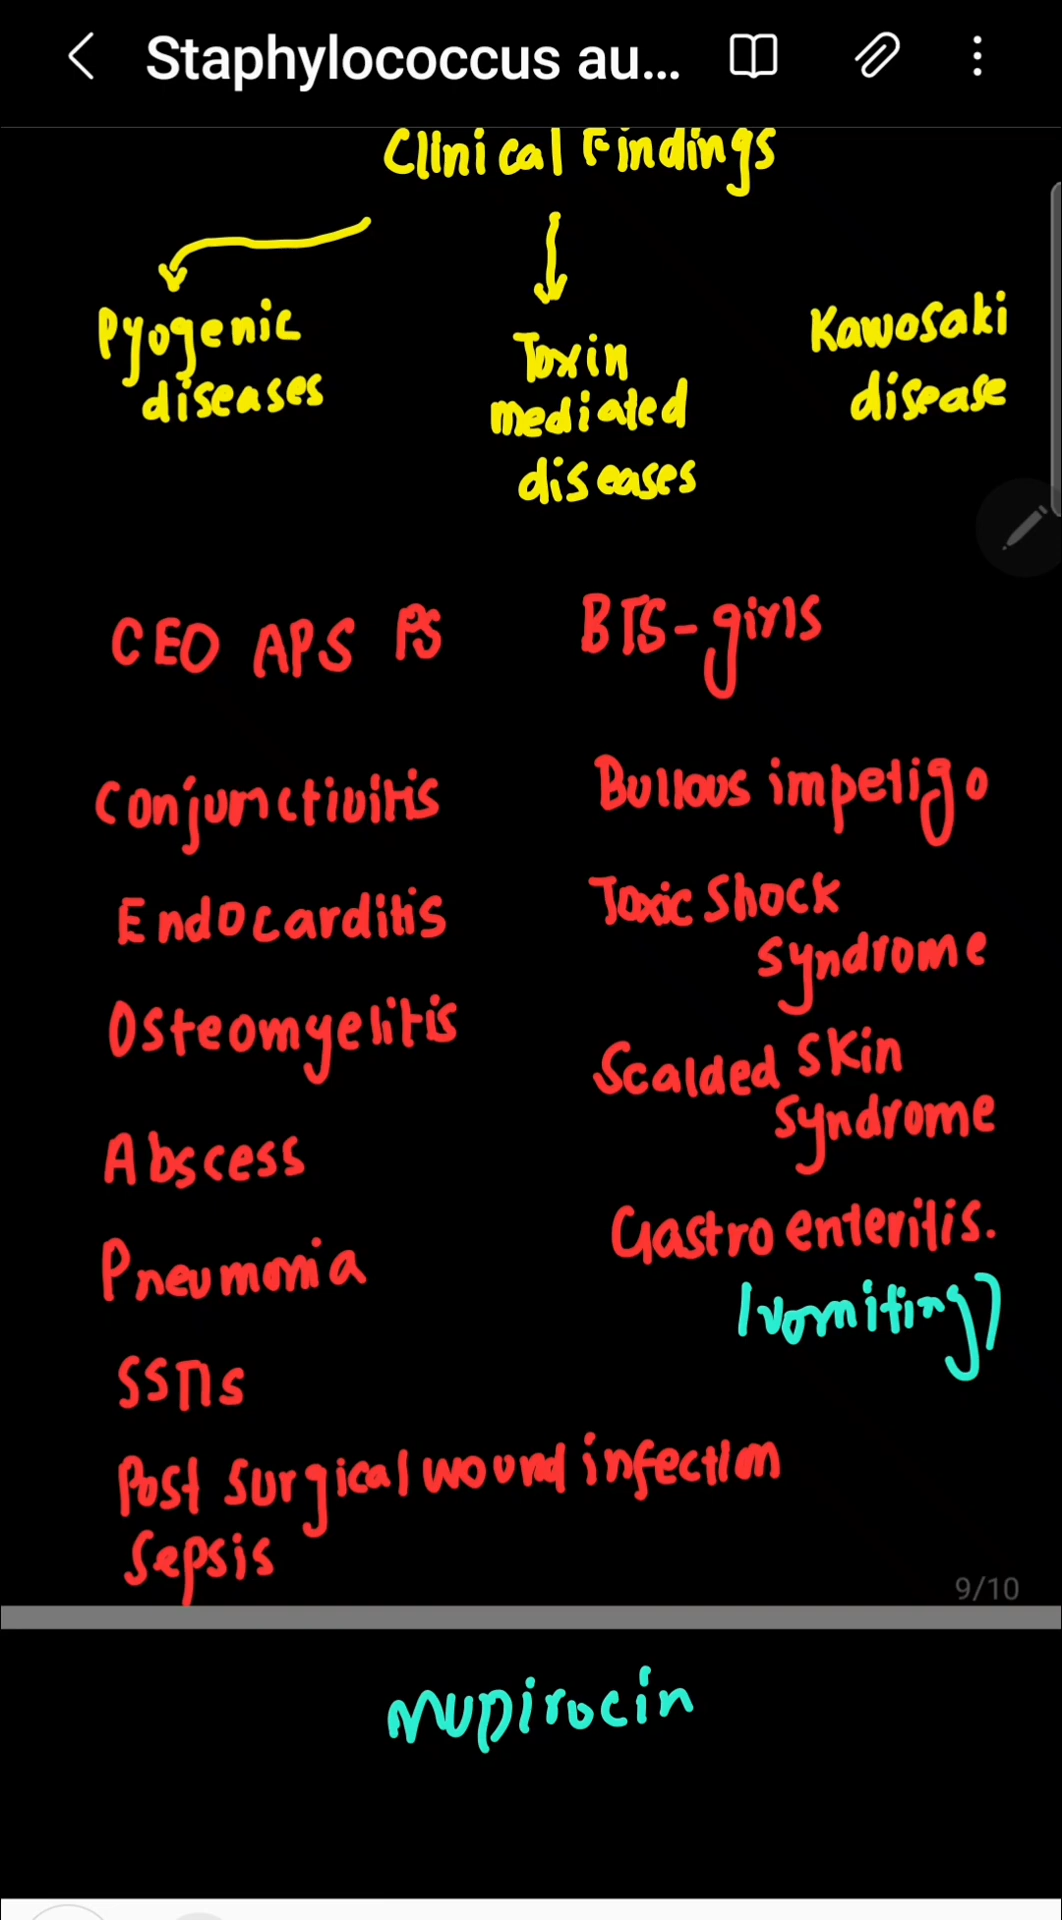 Staphylococcus au...
Clinical Findings
Pyogenic
diseases
Toxin
mediated
diseases
Kawosaki
disease
CEO APS PS
BTS-girls
Conjunctivitis
Endocarditis
Osteomyelitis
Abscess
Pneumonia
SSTIs
Post surgical wound infection
Sepsis
Bullous impetigo
Toxic Shock
syndrome
Scalded Skin
syndrome
Gastro enteritis.
(vomiting)
9/10
mupirocin